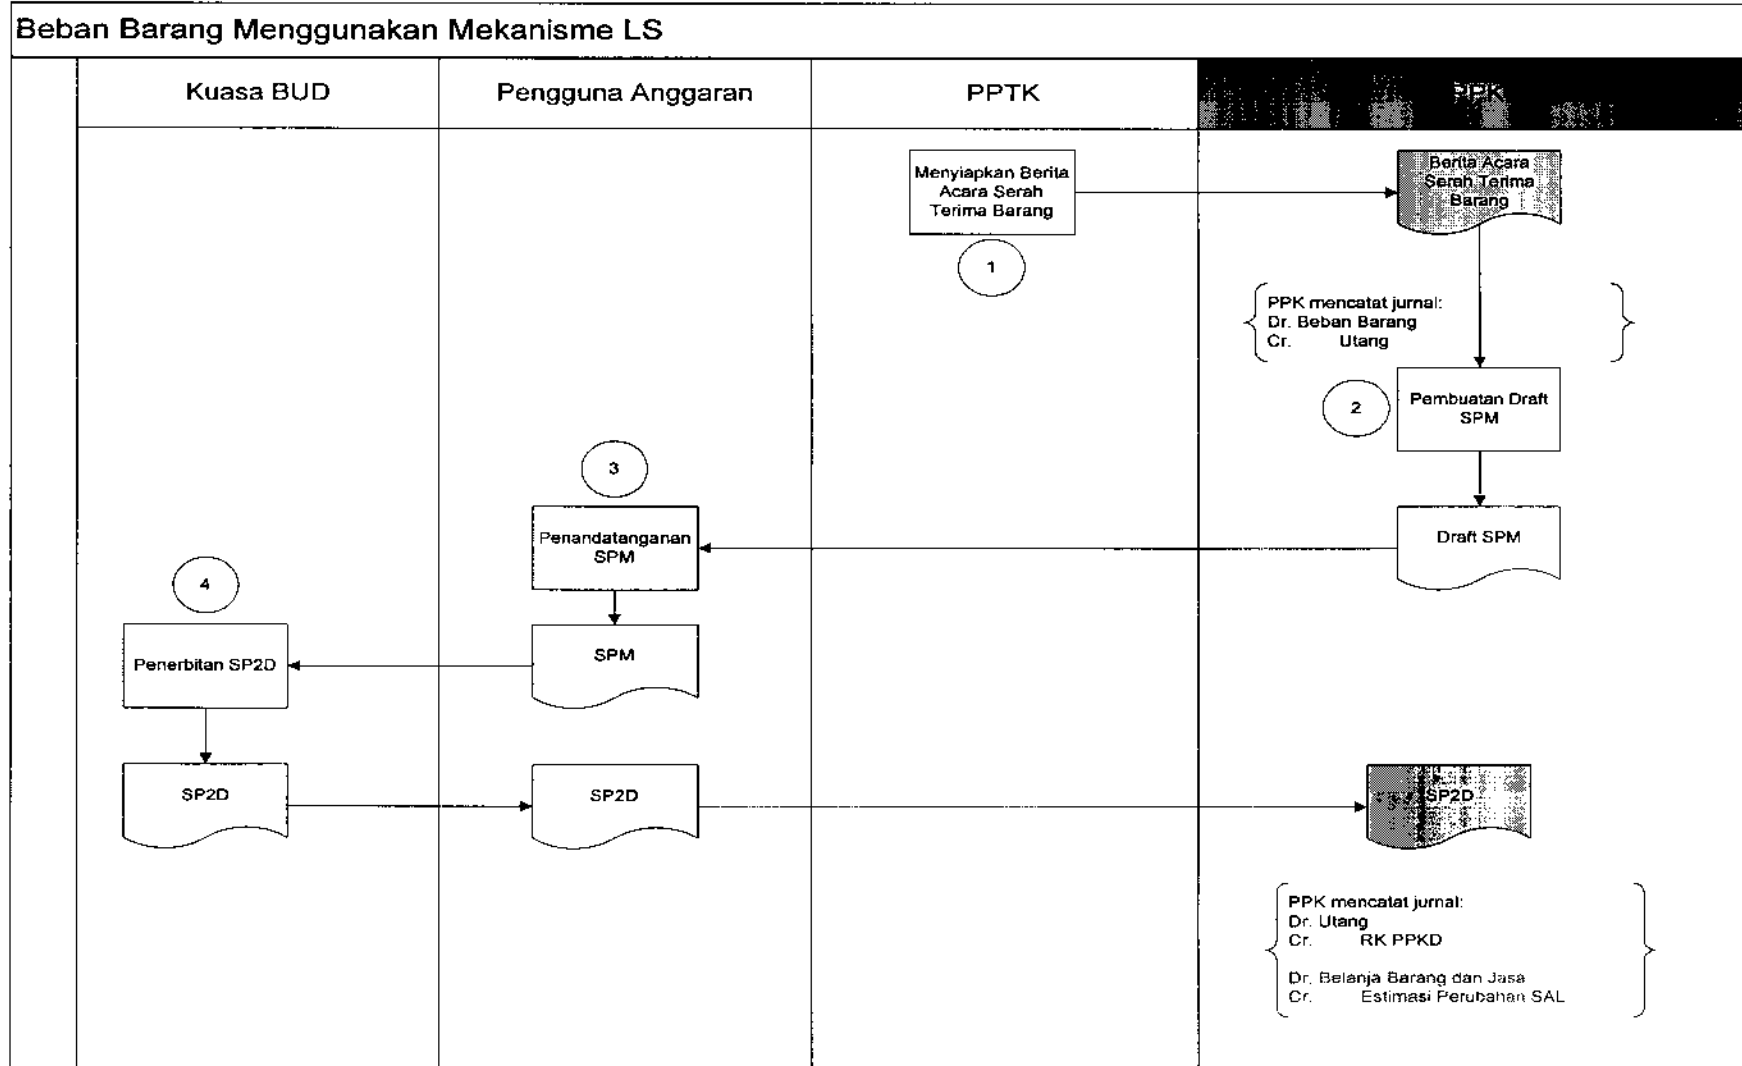 Beban Barang Menggunakan Mekanisme LS
Kuasa BUD
Pengguna Anggaran
PPTK
PPK
Menyiapkan Berita
Acara Serah
Terima Barang
1
Berita Acara
Serah Terima
Barang
PPK mencatat jurnal:
Dr. Beban Barang
Cr. Utang
2
Pembuatan Draft
SPM
3
Penandatanganan
SPM
Draft SPM
4
Penerbitan SP2D
SPM
SP2D
SP2D
SP2D
PPK mencatat jurnal:
Dr. Utang
Cr. RK PPKD
Dr. Belanja Barang dan Jasa
Cr. Estimasi Perubahan SAL